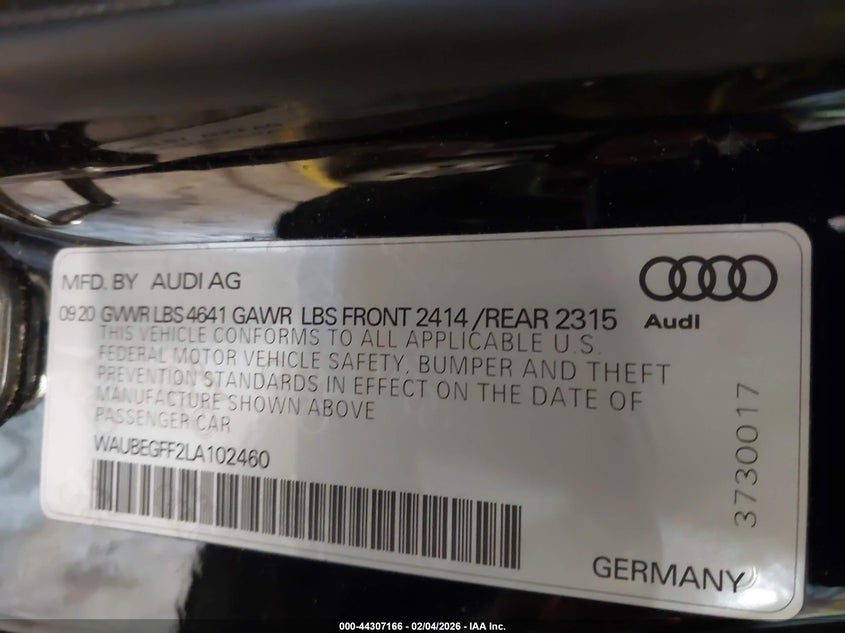 MFD. BY AUDI AG
09.20 GVWR LBS 4641 GAWR LBS FRONT 2414 /REAR 2315
Audi
THIS VEHICLE CONFORMS TO ALL APPLICABLE U.S.
FEDERAL MOTOR VEHICLE SAFETY, BUMPER AND THEFT
PREVENTION STANDARDS IN EFFECT ON THE DATE OF
MANUFACTURE SHOWN ABOVE
PASSENGER CAR
WAUBEGFF2LA102460
3730017
GERMANY
000-44307166 - 02/04/2026 - IAA Inc.